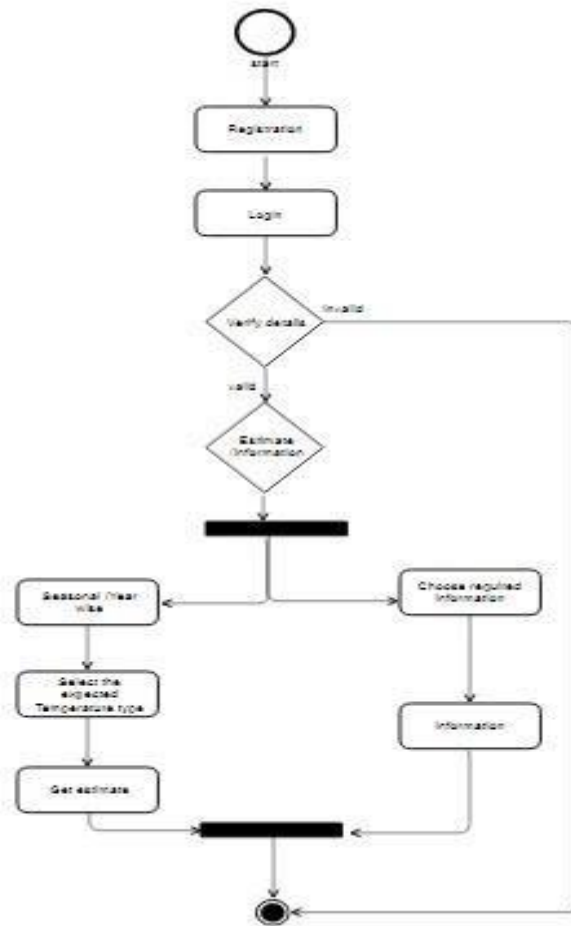 start
Registration
Login
Verify details
invalid
valid
Estimate
/Information
Seasonal /Year
wise
Choose required
Information
Select the
expected
Temperature type
Information
Get estimate